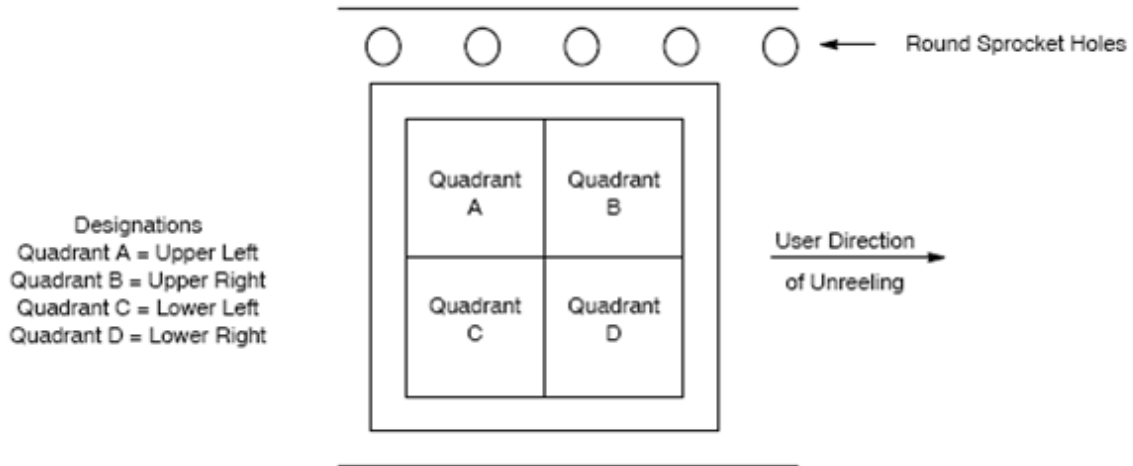 Round Sprocket Holes
Quadrant
A
Quadrant
B
Designations
Quadrant A = Upper Left
Quadrant B = Upper Right
Quadrant C = Lower Left
Quadrant D = Lower Right
Quadrant
C
Quadrant
D
User Direction
of Unreeling